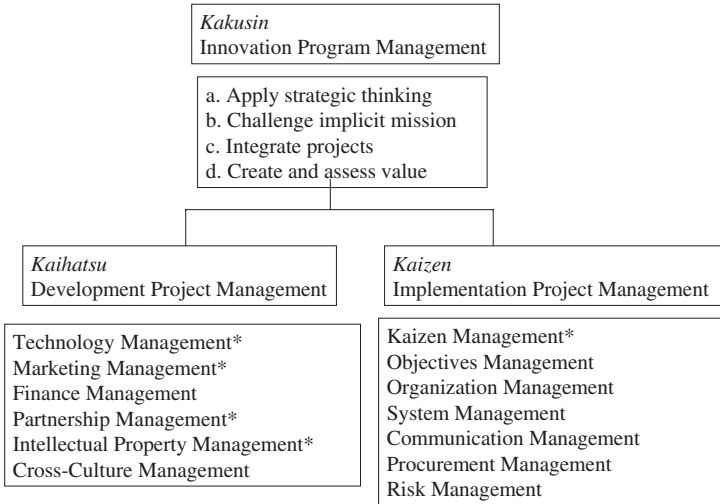 Kakusin
Innovation Program Management
a. Apply strategic thinking
b. Challenge implicit mission
c. Integrate projects
d. Create and assess value
Kaihatsu
Development Project Management
Technology Management*
Marketing Management*
Finance Management
Partnership Management*
Intellectual Property Management*
Cross-Culture Management
Kaizen
Implementation Project Management
Kaizen Management*
Objectives Management
Organization Management
System Management
Communication Management
Procurement Management
Risk Management